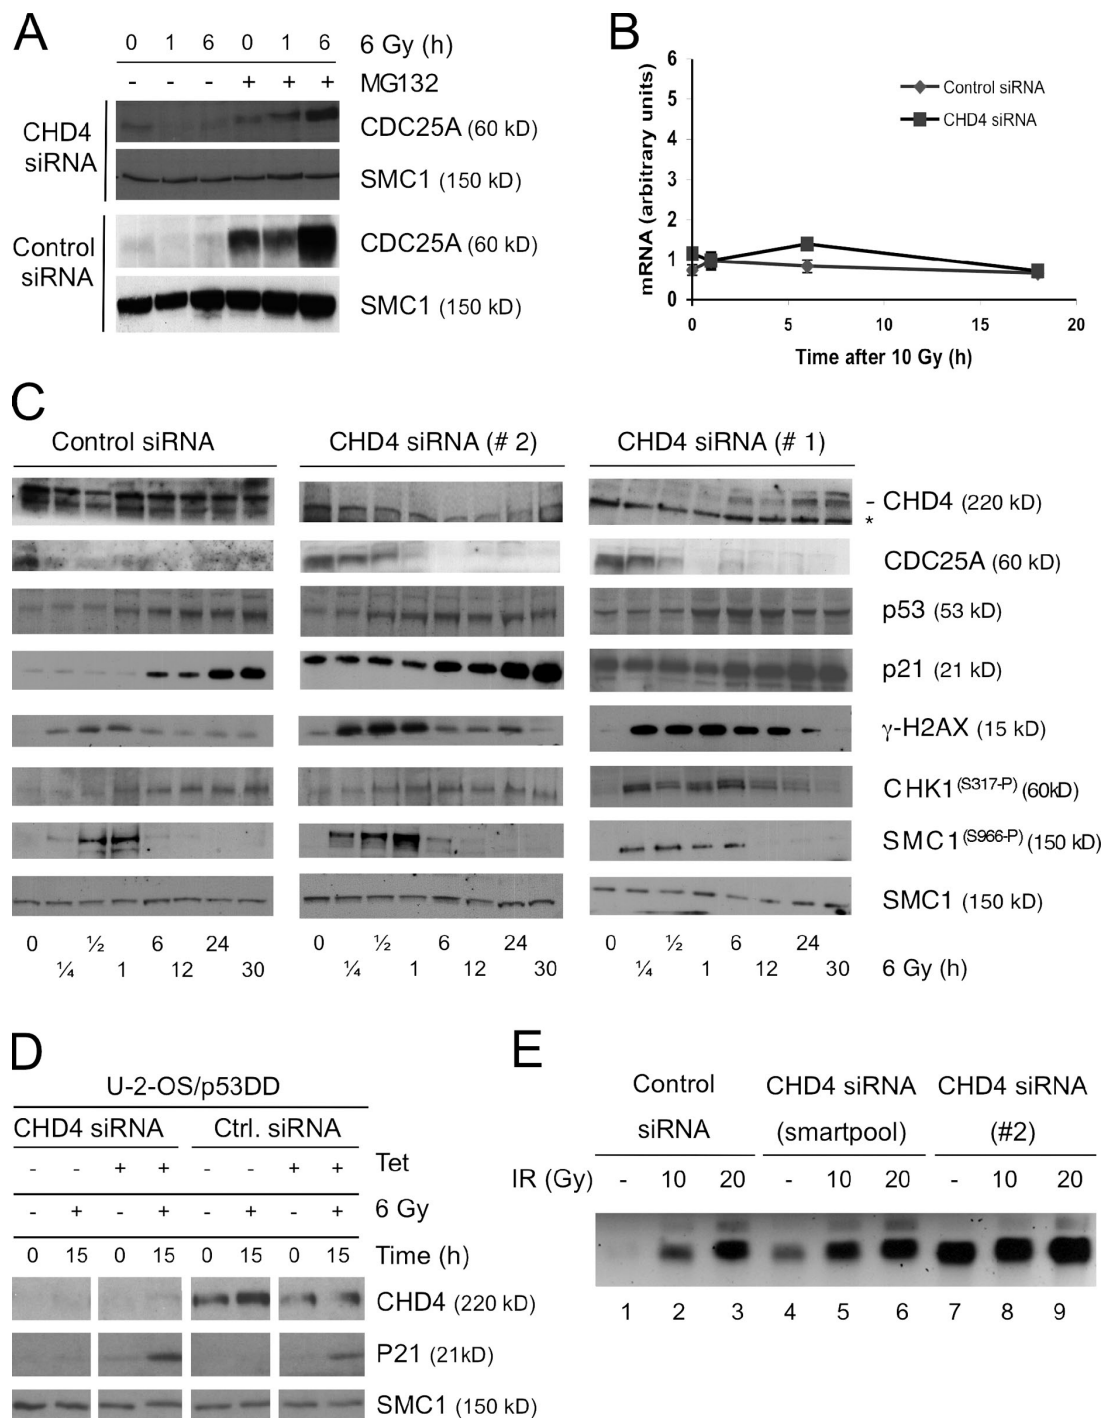 A
0 1 6 0 1 6 6 Gy (h)
- - - + + + MG132
CHD4
siRNA
CDC25A (60 kD)
SMC1 (150 kD)
Control
siRNA
CDC25A (60 kD)
SMC1 (150 kD)
B
mRNA (arbitrary units)
6
5
4
3
2
1
0
Control siRNA
CHD4 siRNA
0 5 10 15 20
Time after 10 Gy (h)
C
Control siRNA CHD4 siRNA (# 2) CHD4 siRNA (# 1)
- CHD4 (220 kD)
*
CDC25A (60 kD)
p53 (53 kD)
p21 (21 kD)
γ-H2AX (15 kD)
CHK1(S317-P) (60kD)
SMC1(S966-P) (150 kD)
SMC1 (150 kD)
0 ½ 6 24 0 ½ 6 24 0 ½ 6 24
¼ 1 12 30 ¼ 1 12 30 ¼ 1 12 30 6 Gy (h)
D
U-2-OS/p53DD
CHD4 siRNA Ctrl. siRNA
- - + + - - + + Tet
- + - + - + - + 6 Gy
0 15 0 15 0 15 0 15 Time (h)
CHD4 (220 kD)
P21 (21kD)
SMC1 (150 kD)
E
Control CHD4 siRNA CHD4 siRNA
siRNA (smartpool) (#2)
IR (Gy) - 10 20 - 10 20 - 10 20
1 2 3 4 5 6 7 8 9